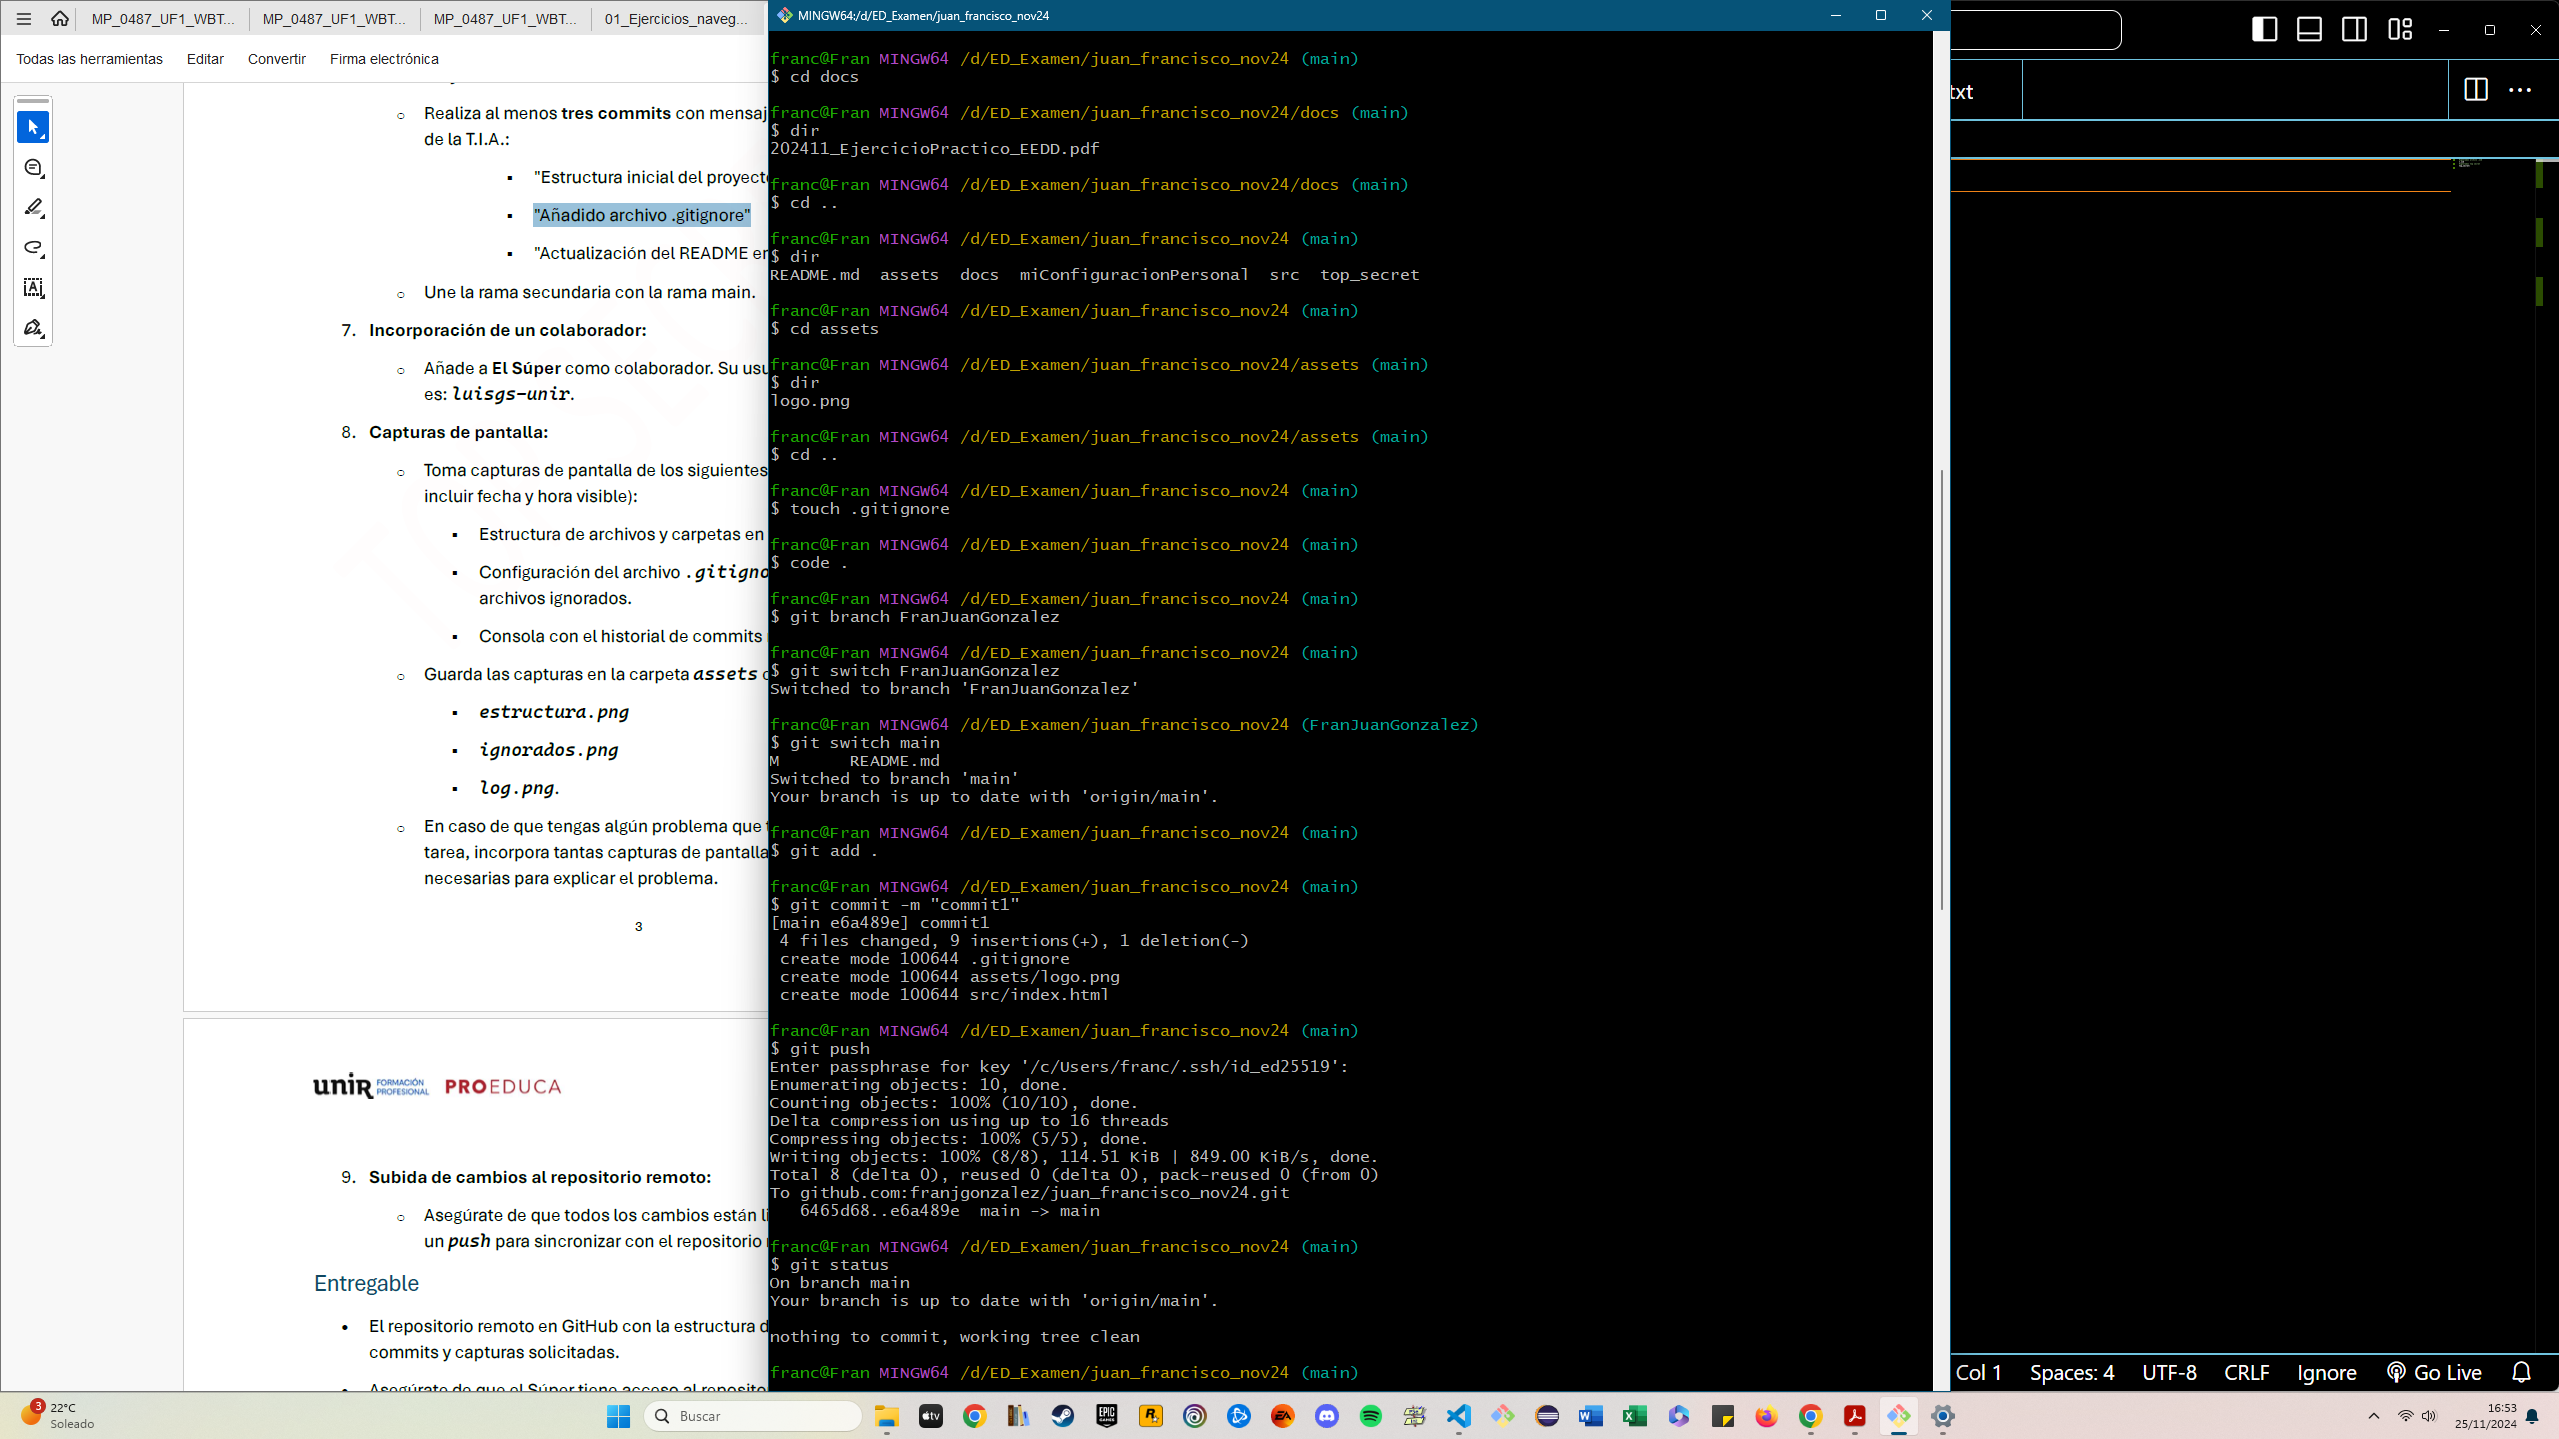 MP_0487_UF1_WBT...
MP_0487_UF1_WBT...
MP_0487_UF1_WBT...
01_Ejercicios_naveg...
Todas las herramientas
Editar
Convertir
Firma electrónica
o Realiza al menos tres commits con mensaj
de la T.I.A.:
▪ "Estructura inicial del proyecto
▪ "Añadido archivo .gitignore"
▪ "Actualización del README en
o Une la rama secundaria con la rama main.
7. Incorporación de un colaborador:
o Añade a El Súper como colaborador. Su usu
es: luisgs-unir.
8. Capturas de pantalla:
o Toma capturas de pantalla de los siguientes
incluir fecha y hora visible):
▪ Estructura de archivos y carpetas en
▪ Configuración del archivo .gitigno
archivos ignorados.
▪ Consola con el historial de commits
o Guarda las capturas en la carpeta assets
▪ estructura.png
▪ ignorados.png
▪ log.png.
o En caso de que tengas algún problema que
tarea, incorpora tantas capturas de pantalla
necesarias para explicar el problema.
3
unir FORMACIÓN PROFESIONAL PROEDUCA
9. Subida de cambios al repositorio remoto:
o Asegúrate de que todos los cambios están li
un push para sincronizar con el repositorio
Entregable
• El repositorio remoto en GitHub con la estructura d
commits y capturas solicitadas.
• Asegúrate de que el Súper tiene acceso al reposito
MINGW64:/d/ED_Examen/juan_francisco_nov24
franc@Fran MINGW64 /d/ED_Examen/juan_francisco_nov24 (main)
$ cd docs
franc@Fran MINGW64 /d/ED_Examen/juan_francisco_nov24/docs (main)
$ dir
202411_EjercicioPractico_EEDD.pdf
franc@Fran MINGW64 /d/ED_Examen/juan_francisco_nov24/docs (main)
$ cd ..
franc@Fran MINGW64 /d/ED_Examen/juan_francisco_nov24 (main)
$ dir
README.md  assets  docs  miConfiguracionPersonal  src  top_secret
franc@Fran MINGW64 /d/ED_Examen/juan_francisco_nov24 (main)
$ cd assets
franc@Fran MINGW64 /d/ED_Examen/juan_francisco_nov24/assets (main)
$ dir
logo.png
franc@Fran MINGW64 /d/ED_Examen/juan_francisco_nov24/assets (main)
$ cd ..
franc@Fran MINGW64 /d/ED_Examen/juan_francisco_nov24 (main)
$ touch .gitignore
franc@Fran MINGW64 /d/ED_Examen/juan_francisco_nov24 (main)
$ code .
franc@Fran MINGW64 /d/ED_Examen/juan_francisco_nov24 (main)
$ git branch FranJuanGonzalez
franc@Fran MINGW64 /d/ED_Examen/juan_francisco_nov24 (main)
$ git switch FranJuanGonzalez
Switched to branch 'FranJuanGonzalez'
franc@Fran MINGW64 /d/ED_Examen/juan_francisco_nov24 (FranJuanGonzalez)
$ git switch main
M       README.md
Switched to branch 'main'
Your branch is up to date with 'origin/main'.
franc@Fran MINGW64 /d/ED_Examen/juan_francisco_nov24 (main)
$ git add .
franc@Fran MINGW64 /d/ED_Examen/juan_francisco_nov24 (main)
$ git commit -m "commit1"
[main e6a489e] commit1
4 files changed, 9 insertions(+), 1 deletion(-)
create mode 100644 .gitignore
create mode 100644 assets/logo.png
create mode 100644 src/index.html
franc@Fran MINGW64 /d/ED_Examen/juan_francisco_nov24 (main)
$ git push
Enter passphrase for key '/c/Users/franc/.ssh/id_ed25519':
Enumerating objects: 10, done.
Counting objects: 100% (10/10), done.
Delta compression using up to 16 threads
Compressing objects: 100% (5/5), done.
Writing objects: 100% (8/8), 114.51 KiB | 849.00 KiB/s, done.
Total 8 (delta 0), reused 0 (delta 0), pack-reused 0 (from 0)
To github.com:franjgonzalez/juan_francisco_nov24.git
6465d68..e6a489e  main -> main
franc@Fran MINGW64 /d/ED_Examen/juan_francisco_nov24 (main)
$ git status
On branch main
Your branch is up to date with 'origin/main'.
nothing to commit, working tree clean
franc@Fran MINGW64 /d/ED_Examen/juan_francisco_nov24 (main)
txt
Col 1
Spaces: 4
UTF-8
CRLF
Ignore
Go Live
3
22°C
Soleado
Buscar
16:53
25/11/2024